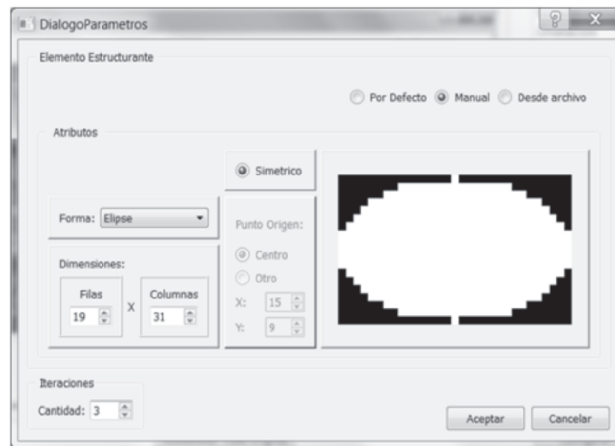 DialogoParametros
Elemento Estructurante
Por Defecto Manual Desde archivo
Atributos
Simetrico
Forma: Elipse
Punto Origen:
Centro
Otro
X: 15
Y: 9
Dimensiones:
Filas X Columnas
19 31
Iteraciones
Cantidad: 3
Aceptar Cancelar